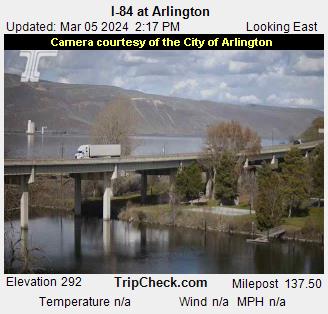 I-84 at Arlington
Updated: Mar 05 2024 2:17 PM Looking East
Camera courtesy of the City of Arlington
Elevation 292 TripCheck.com Milepost 137.50
Temperature n/a Wind n/a MPH n/a